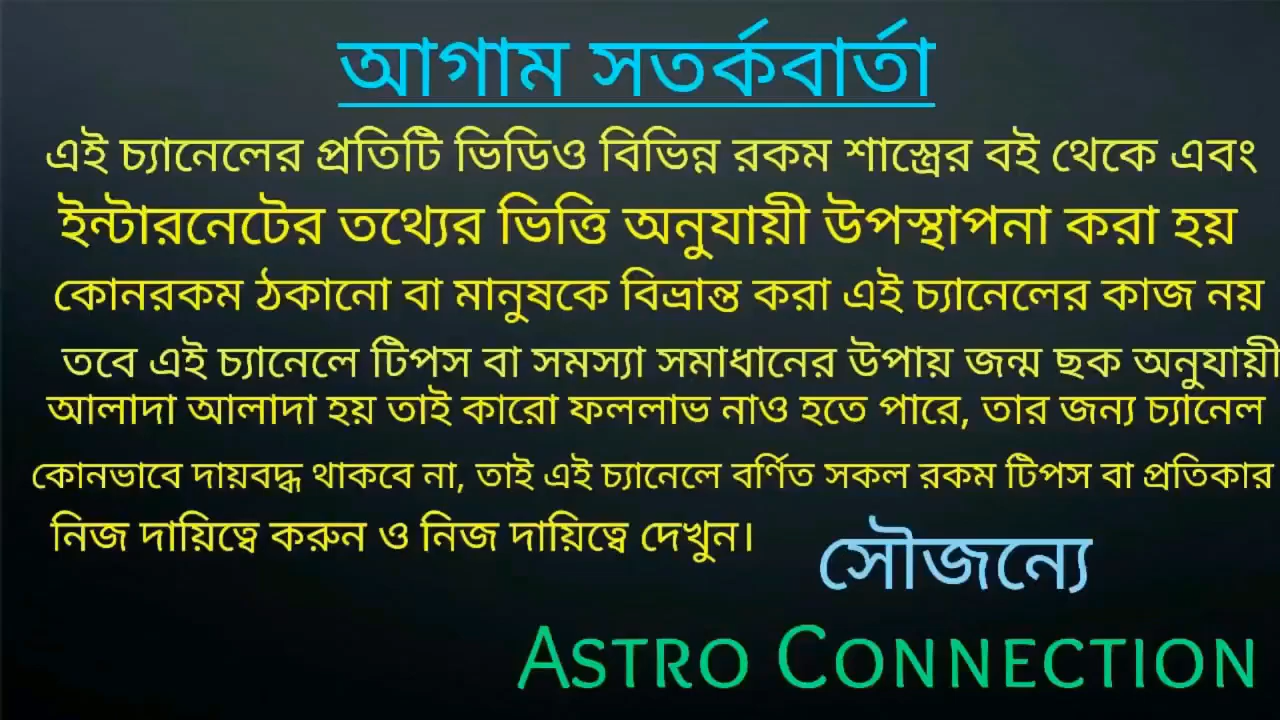 আগাম সতর্কবার্তা
এই চ্যানেলের প্রতিটি ভিডিও বিভিন্ন রকম শাস্ত্রের বই থেকে এবং
ইন্টারনেটের তথ্যের ভিত্তি অনুযায়ী উপস্থাপনা করা হয়
কোনরকম ঠকানো বা মানুষকে বিভ্রান্ত করা এই চ্যানেলের কাজ নয়
তবে এই চ্যানেলে টিপস বা সমস্যা সমাধানের উপায় জন্ম ছক অনুযায়ী
আলাদা আলাদা হয় তাই কারো ফললাভ নাও হতে পারে, তার জন্য চ্যানেল
কোনভাবে দায়বদ্ধ থাকবে না, তাই এই চ্যানেলে বর্ণিত সকল রকম টিপস বা প্রতিকার
নিজ দায়িত্বে করুন ও নিজ দায়িত্বে দেখুন।
সৌজন্যে
Astro Connection